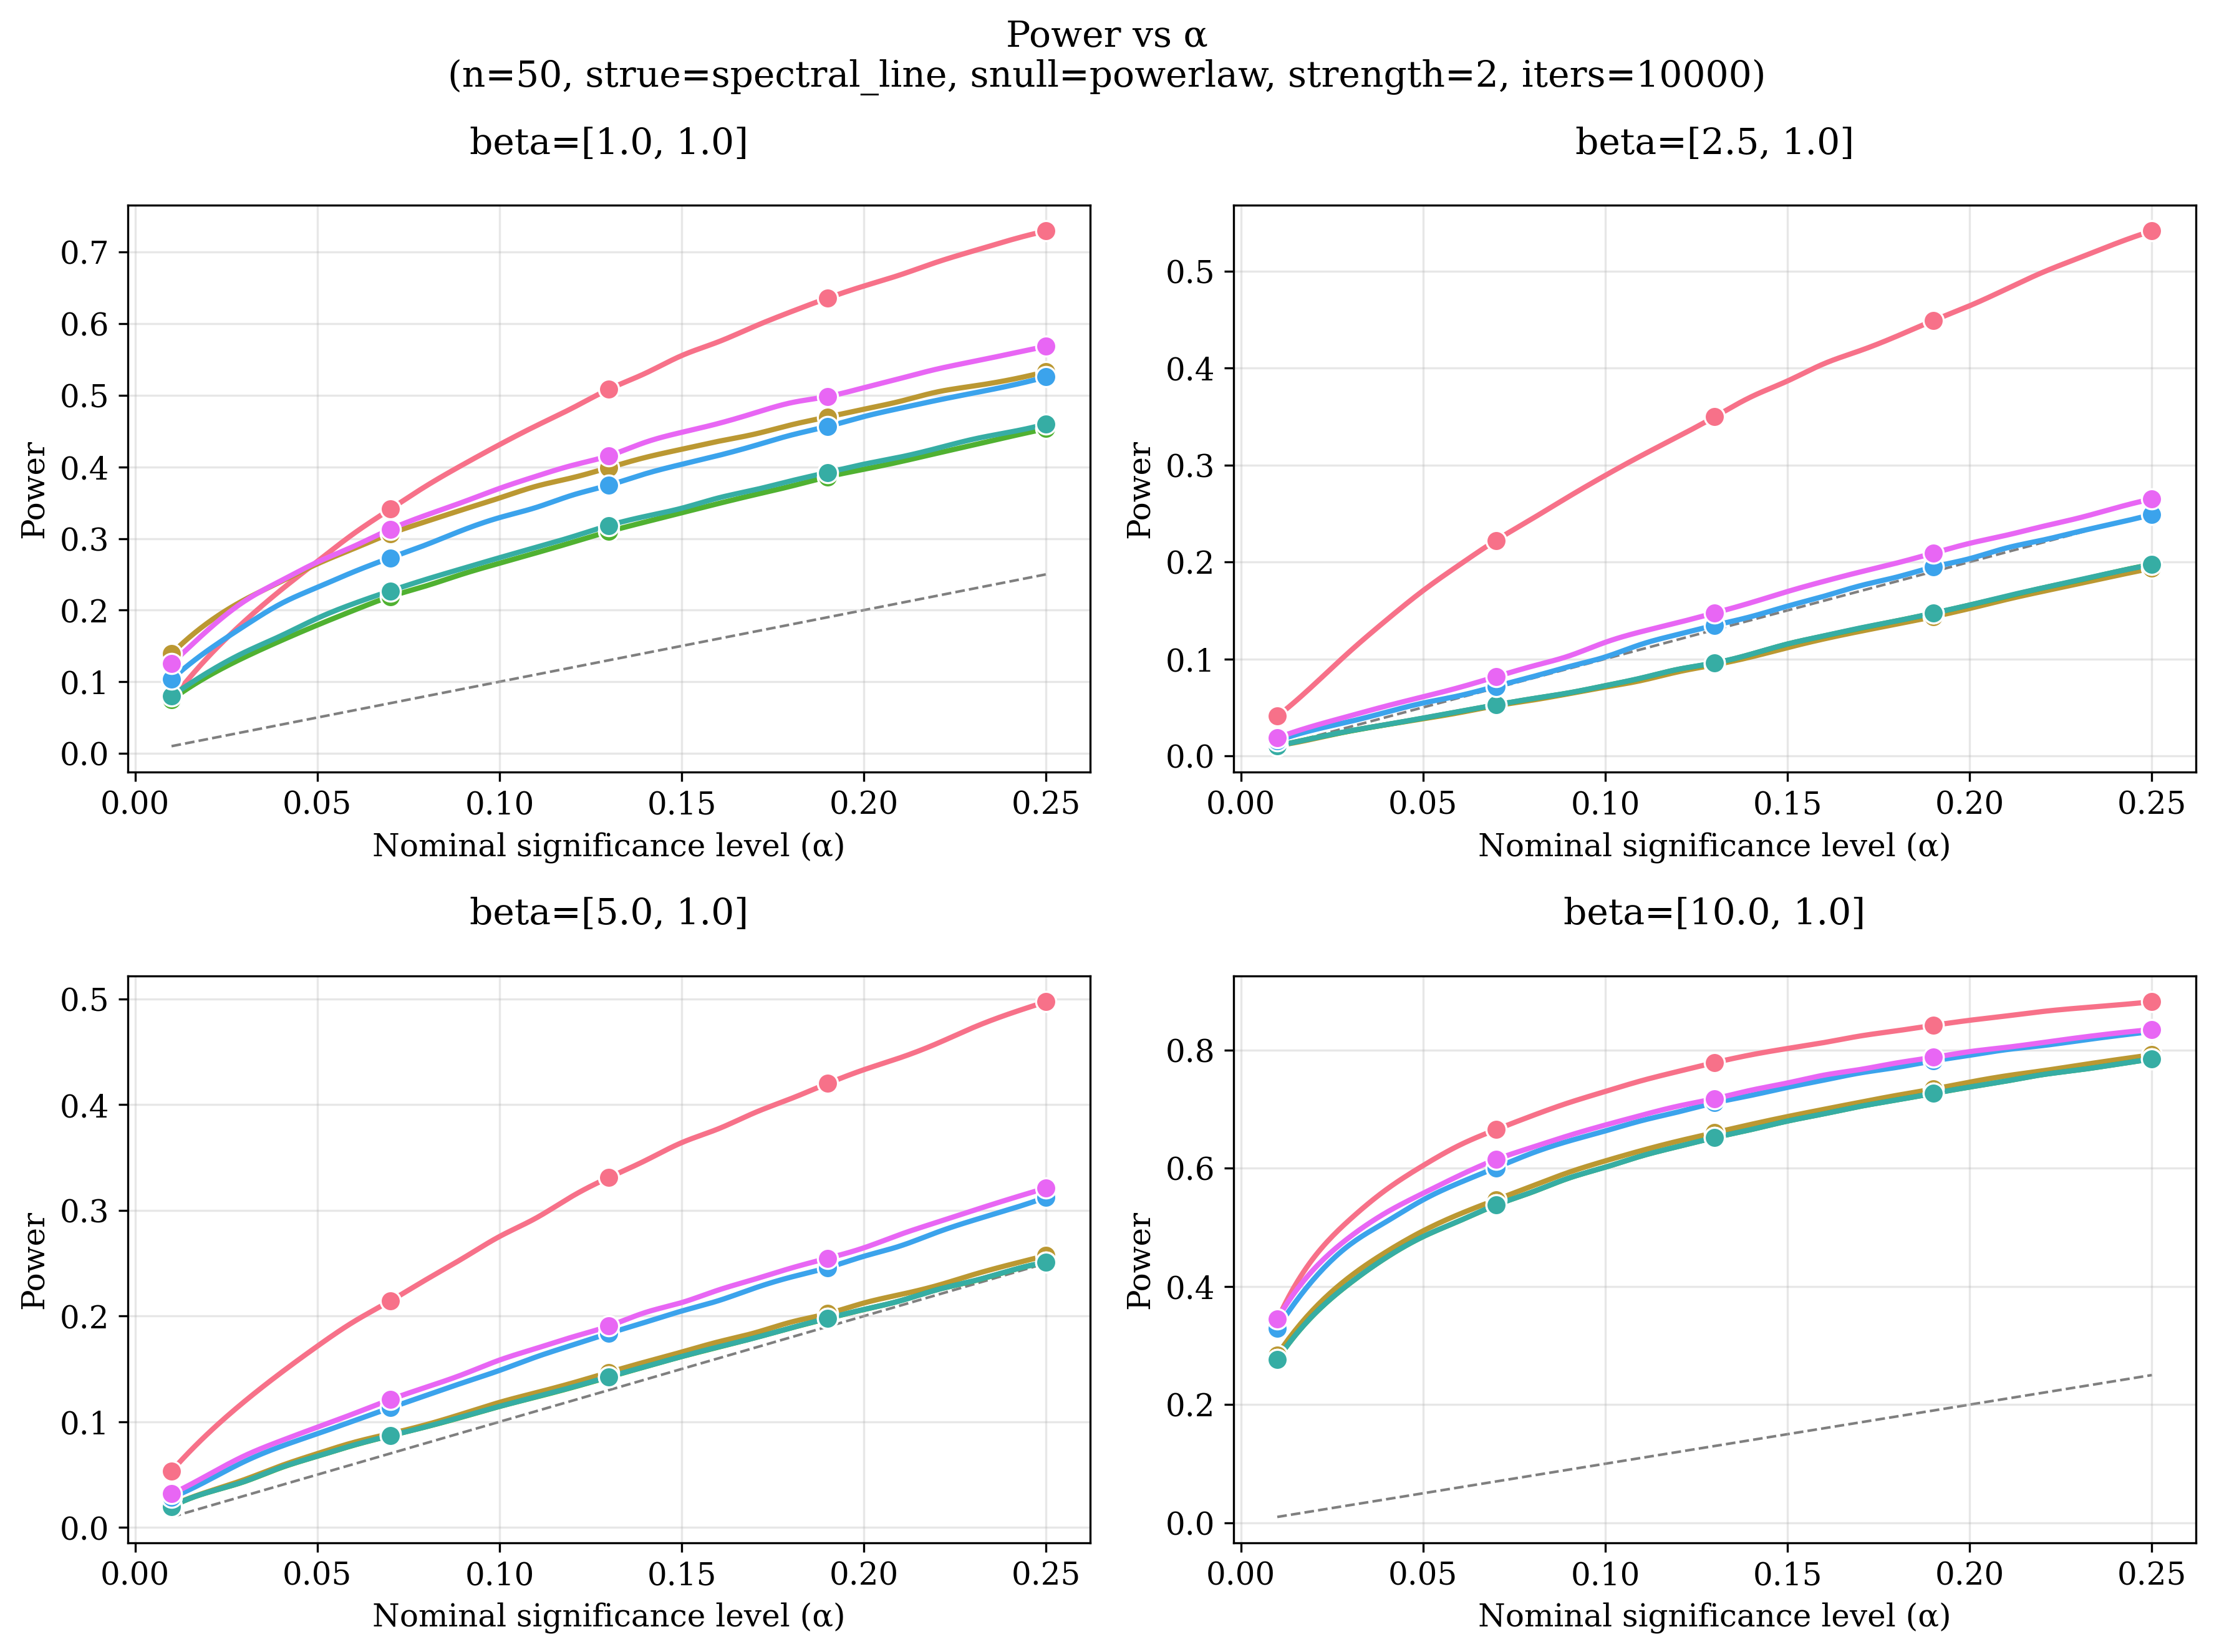 Power vs α
(n=50, strue=spectral_line, snull=powerlaw, strength=2, iters=10000)
beta=[1.0, 1.0]
0.7
0.6
0.5
0.4
0.3
0.2
0.1
0.0
Power
0.00 0.05 0.10 0.15 0.20 0.25
Nominal significance level (α)
beta=[2.5, 1.0]
0.5
0.4
0.3
0.2
0.1
0.0
Power
0.00 0.05 0.10 0.15 0.20 0.25
Nominal significance level (α)
beta=[5.0, 1.0]
0.5
0.4
0.3
0.2
0.1
0.0
Power
0.00 0.05 0.10 0.15 0.20 0.25
Nominal significance level (α)
beta=[10.0, 1.0]
0.8
0.6
0.4
0.2
0.0
Power
0.00 0.05 0.10 0.15 0.20 0.25
Nominal significance level (α)